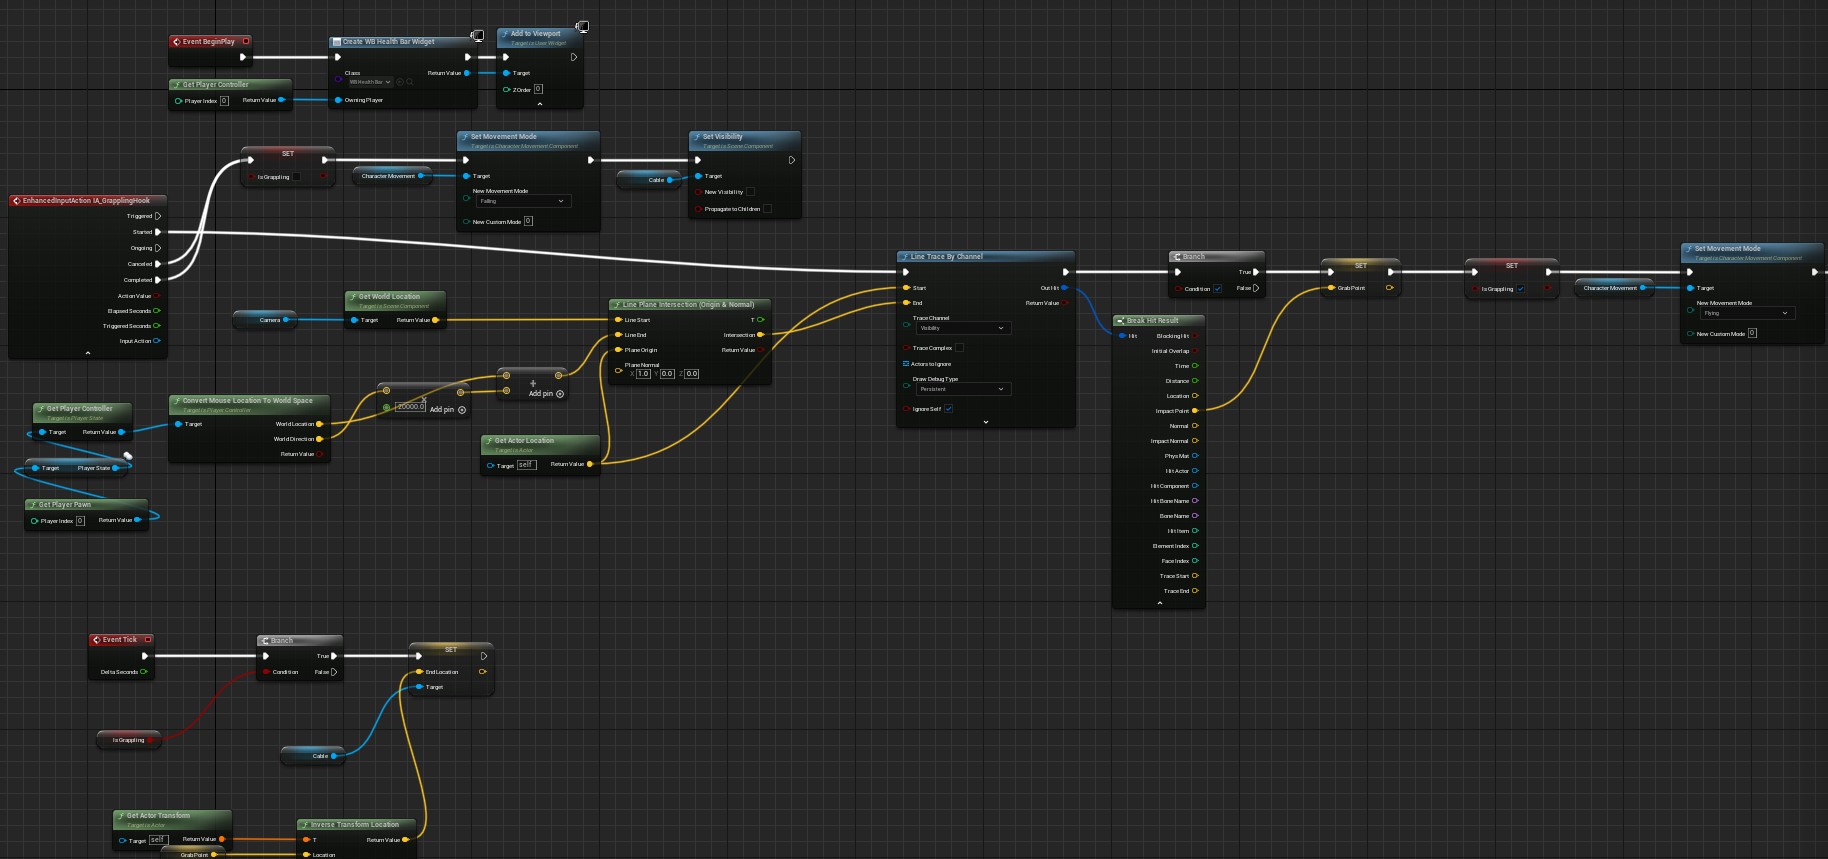 Event BeginPlay
Create WB Health Bar Widget
Class
WB Health Bar
Return Value
Owning Player
Add to Viewport
Target is User Widget
Target
ZOrder 0
Get Player Controller
Player Index 0 Return Value
SET
Is Grappling
Character Movement
Set Movement Mode
Target is Character Movement Component
Target
New Movement Mode
Falling
New Custom Mode 0
Cable
Set Visibility
Target is Scene Component
Target
New Visibility
Propagate to Children
EnhancedInputAction IA_GrapplingHook
Triggered
Started
Ongoing
Canceled
Completed
Action Value
Elapsed Seconds
Triggered Seconds
Input Action
Camera
Get World Location
Target is Scene Component
Target Return Value
Line Plane Intersection (Origin & Normal)
Line Start T
Line End Intersection
Plane Origin Return Value
Plane Normal
X 1.0 Y 0.0 Z 0.0
20000.0 Add pin
Add pin
Get Player Controller
Target is Player State
Target Return Value
Target Player State
Get Player Pawn
Player Index 0 Return Value
Convert Mouse Location To World Space
Target is Player Controller
Target World Location
World Direction
Return Value
Get Actor Location
Target is Actor
Target self Return Value
Line Trace By Channel
Start Out Hit
End Return Value
Trace Channel
Visibility
Trace Complex
Actors to Ignore
Draw Debug Type
Persistent
Ignore Self
Branch
True
Condition False
Break Hit Result
Hit Blocking Hit
Initial Overlap
Time
Distance
Location
Impact Point
Normal
Impact Normal
Phys Mat
Hit Actor
Hit Component
Hit Bone Name
Bone Name
Hit Item
Element Index
Face Index
Trace Start
Trace End
SET
Grab Point
SET
Is Grappling
Character Movement
Set Movement Mode
Target is Character Movement Component
Target
New Movement Mode
Flying
New Custom Mode 0
Event Tick
Delta Seconds
Branch
True
Condition False
SET
End Location
Target
Is Grappling
Cable
Get Actor Transform
Target is Actor
Target self Return Value
Grab Point
Inverse Transform Location
T Return Value
Location